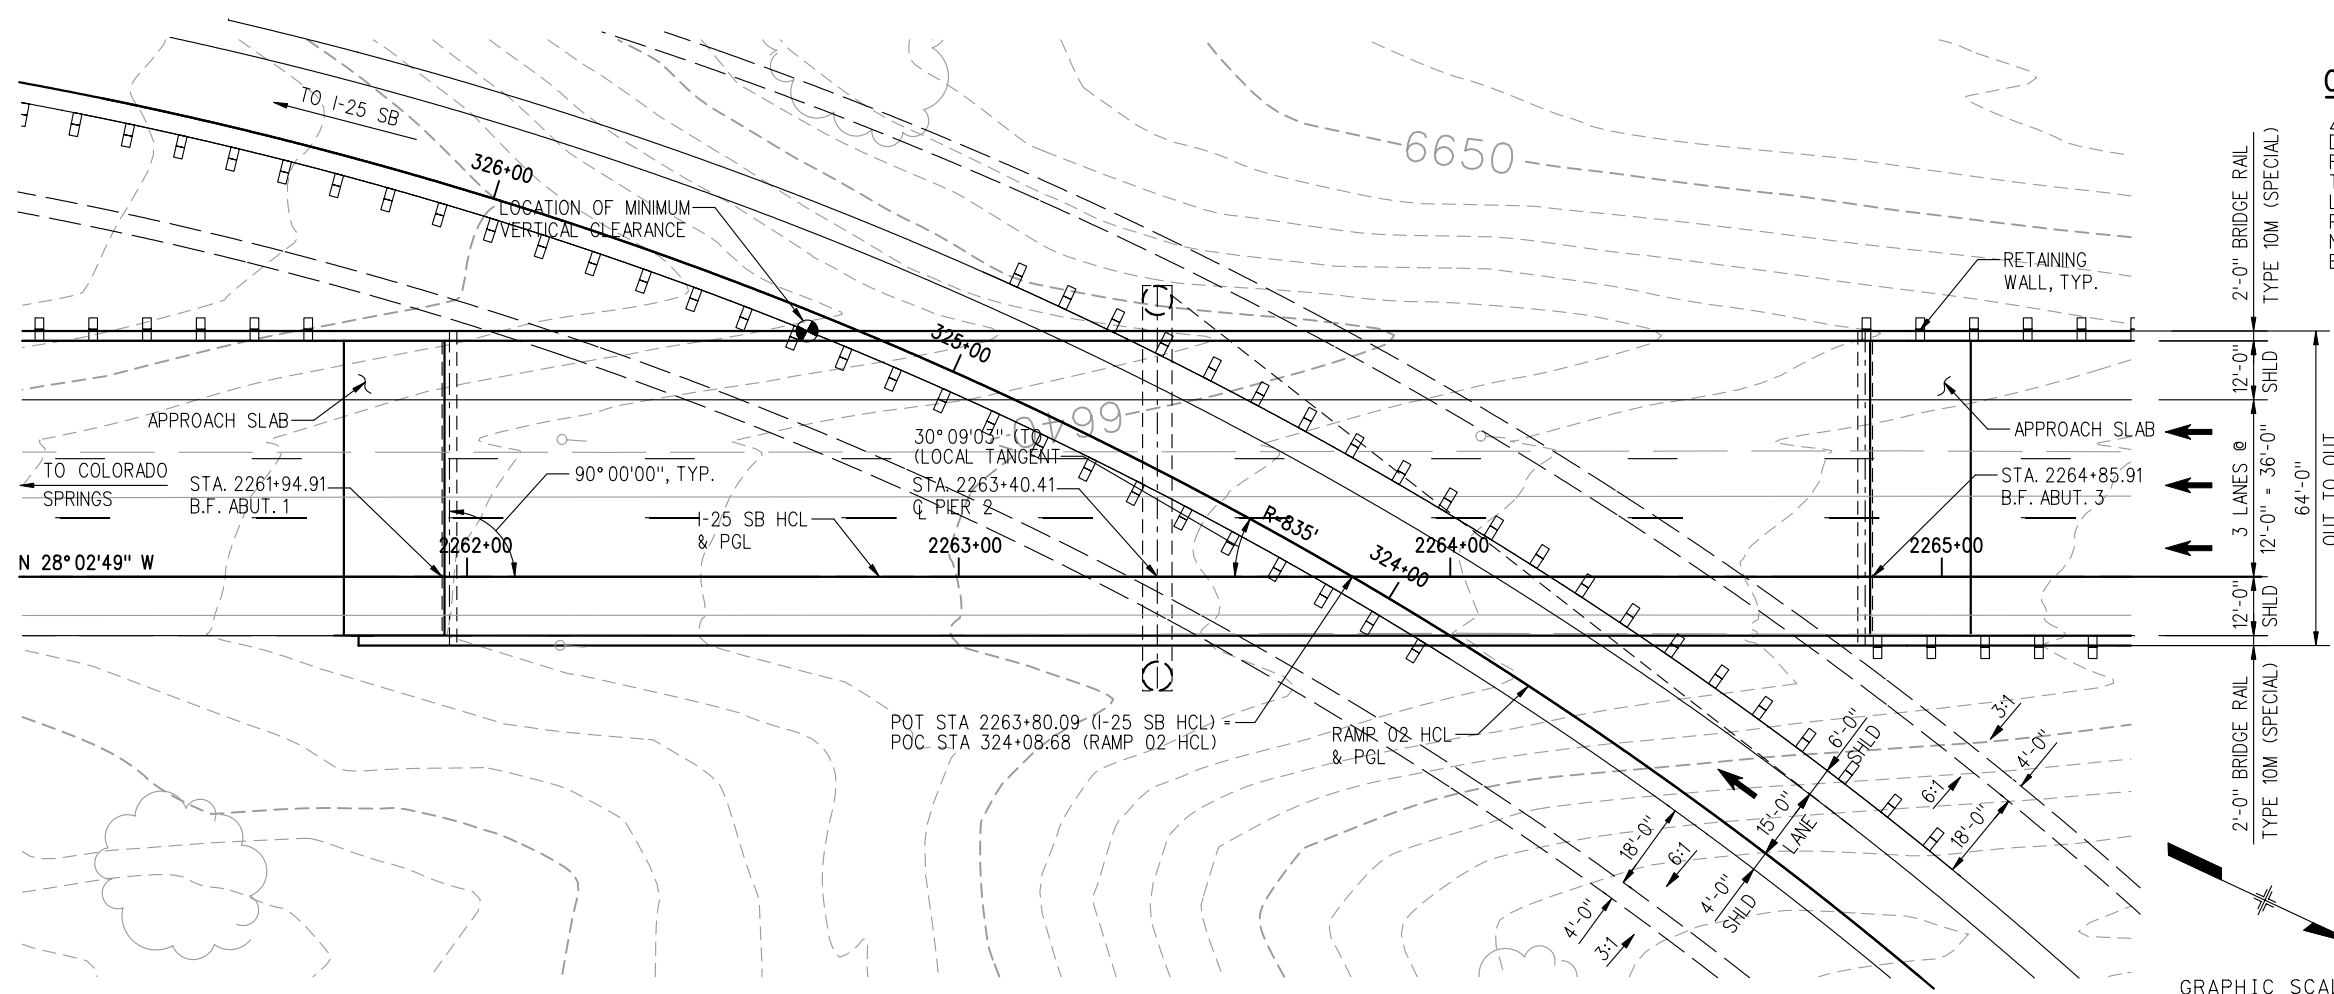 TO I-25 SB
326+00
LOCATION OF MINIMUM
VERTICAL CLEARANCE
6650
RETAINING
WALL, TYP.
2'-0" BRIDGE RAIL
TYPE 10M (SPECIAL)
325+00
6640
APPROACH SLAB
TO COLORADO
SPRINGS
STA. 2261+94.91
B.F. ABUT. 1
90°00'00", TYP.
30°09'03" (TO
(LOCAL TANGENT
STA. 2263+40.41
℄ PIER 2
I-25 SB HCL
& PGL
R=835'
324+00
APPROACH SLAB
STA. 2264+85.91
B.F. ABUT. 3
12'-0"
SHLD
3 LANES @
12'-0" = 36'-0"
64'-0"
OUT TO OUT
12'-0"
SHLD
N 28°02'49" W
2262+00
2263+00
2264+00
2265+00
POT STA 2263+80.09 (I-25 SB HCL) =
POC STA 324+08.68 (RAMP 02 HCL)
RAMP 02 HCL
& PGL
2'-0" BRIDGE RAIL
TYPE 10M (SPECIAL)
3:1
4'-0"
6'-0"
SHLD
6:1
18'-0"
15'-0"
LANE
18'-0"
6:1
4'-0"
SHLD
4'-0"
3:1
GRAPHIC SCAL